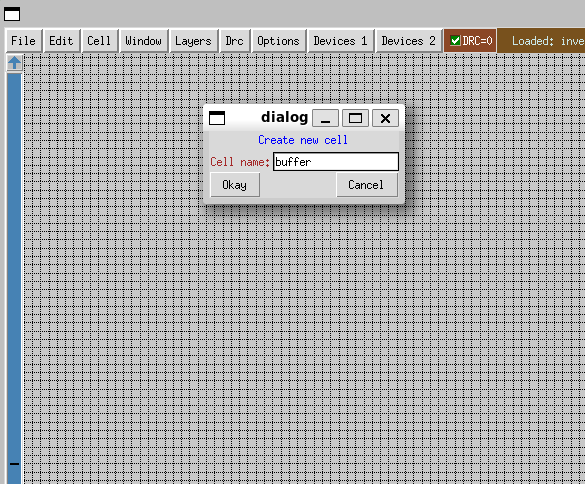 File Edit Cell Window Layers Drc Options Devices 1 Devices 2 DRC=0 Loaded: inve
dialog
Create new cell
Cell name: buffer
Okay Cancel